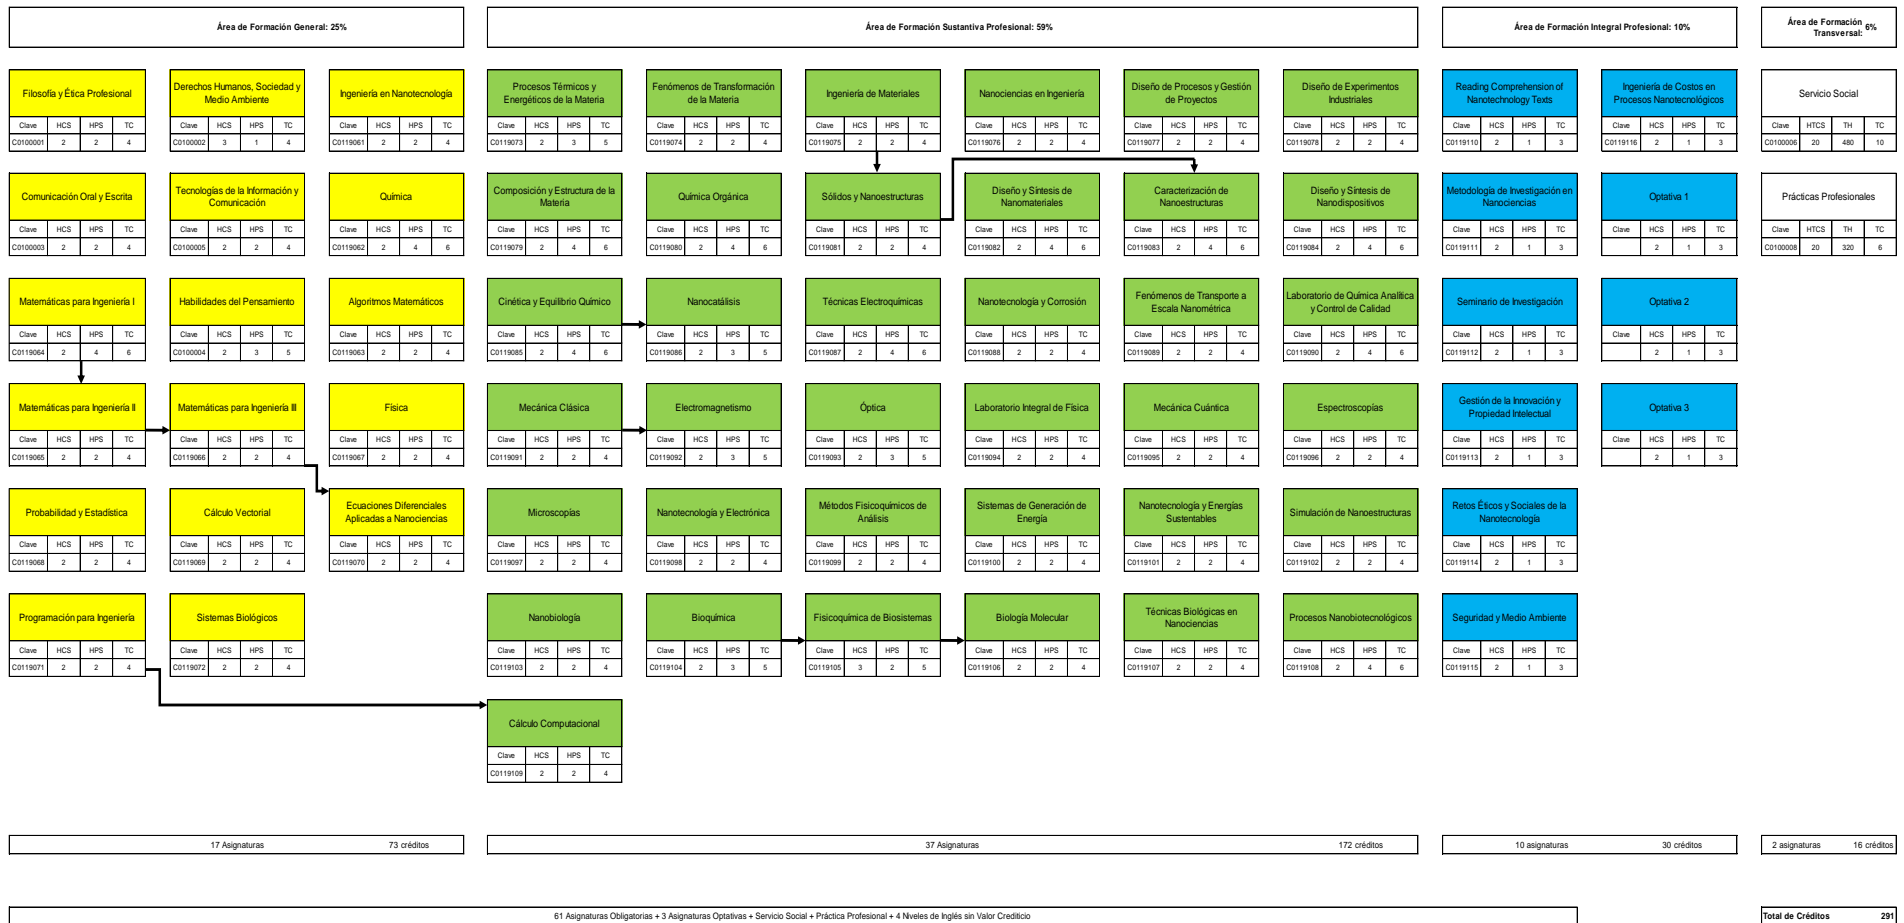 Área de Formación General: 25%
Área de Formación Sustantiva Profesional: 59%
Área de Formación Integral Profesional: 10%
Área de Formación Transversal: 6%
Filosofía y Ética Profesional
Clave HCS HPS TC
C0100001 2 2 4
Derechos Humanos, Sociedad y
Medio Ambiente
Clave HCS HPS TC
C0100002 3 1 4
Ingeniería en Nanotecnología
Clave HCS HPS TC
C0119061 2 2 4
Procesos Térmicos y
Energéticos de la Materia
Clave HCS HPS TC
C0119073 2 3 5
Fenómenos de Transformación
de la Materia
Clave HCS HPS TC
C0119074 2 2 4
Ingeniería de Materiales
Clave HCS HPS TC
C0119075 2 2 4
Nanociencias en Ingeniería
Clave HCS HPS TC
C0119076 2 2 4
Diseño de Procesos y Gestión
de Proyectos
Clave HCS HPS TC
C0119077 2 2 4
Diseño de Experimentos
Industriales
Clave HCS HPS TC
C0119078 2 2 4
Reading Comprehension of
Nanotechnology Texts
Clave HCS HPS TC
C0119110 2 1 3
Ingeniería de Costos en
Procesos Nanotecnológicos
Clave HCS HPS TC
C0119116 2 1 3
Servicio Social
Clave HTCS TH TC
C0100006 20 480 10
Comunicación Oral y Escrita
Clave HCS HPS TC
C0100003 2 2 4
Tecnologías de la Información y
Comunicación
Clave HCS HPS TC
C0100005 2 2 4
Química
Clave HCS HPS TC
C0119062 2 4 6
Composición y Estructura de la
Materia
Clave HCS HPS TC
C0119079 2 4 6
Química Orgánica
Clave HCS HPS TC
C0119080 2 4 6
Sólidos y Nanoestructuras
Clave HCS HPS TC
C0119081 2 2 4
Diseño y Síntesis de
Nanomateriales
Clave HCS HPS TC
C0119082 2 4 6
Caracterización de
Nanoestructuras
Clave HCS HPS TC
C0119083 2 4 6
Diseño y Síntesis de
Nanodispositivos
Clave HCS HPS TC
C0119084 2 4 6
Metodología de Investigación en
Nanociencias
Clave HCS HPS TC
C0119111 2 1 3
Optativa 1
Clave HCS HPS TC
2 1 3
Prácticas Profesionales
Clave HTCS TH TC
C0100008 20 320 6
Matemáticas para Ingeniería I
Clave HCS HPS TC
C0119064 2 4 6
Habilidades del Pensamiento
Clave HCS HPS TC
C0100004 2 3 5
Algoritmos Matemáticos
Clave HCS HPS TC
C0119063 2 2 4
Cinética y Equilibrio Químico
Clave HCS HPS TC
C0119085 2 4 6
Nanocatálisis
Clave HCS HPS TC
C0119086 2 3 5
Técnicas Electroquímicas
Clave HCS HPS TC
C0119087 2 4 6
Nanotecnología y Corrosión
Clave HCS HPS TC
C0119088 2 2 4
Fenómenos de Transporte a
Escala Nanométrica
Clave HCS HPS TC
C0119089 2 2 4
Laboratorio de Química Analítica
y Control de Calidad
Clave HCS HPS TC
C0119090 2 4 6
Seminario de Investigación
Clave HCS HPS TC
C0119112 2 1 3
Optativa 2
Clave HCS HPS TC
2 1 3
Matemáticas para Ingeniería II
Clave HCS HPS TC
C0119065 2 2 4
Matemáticas para Ingeniería III
Clave HCS HPS TC
C0119066 2 2 4
Física
Clave HCS HPS TC
C0119067 2 2 4
Mecánica Clásica
Clave HCS HPS TC
C0119091 2 2 4
Electromagnetismo
Clave HCS HPS TC
C0119092 2 3 5
Óptica
Clave HCS HPS TC
C0119093 2 3 5
Laboratorio Integral de Física
Clave HCS HPS TC
C0119094 2 2 4
Mecánica Cuántica
Clave HCS HPS TC
C0119095 2 2 4
Espectroscopías
Clave HCS HPS TC
C0119096 2 2 4
Gestión de la Innovación y
Propiedad Intelectual
Clave HCS HPS TC
C0119113 2 1 3
Optativa 3
Clave HCS HPS TC
2 1 3
Probabilidad y Estadística
Clave HCS HPS TC
C0119068 2 2 4
Cálculo Vectorial
Clave HCS HPS TC
C0119069 2 2 4
Ecuaciones Diferenciales
Aplicadas a Nanociencias
Clave HCS HPS TC
C0119070 2 2 4
Microscopías
Clave HCS HPS TC
C0119097 2 2 4
Nanotecnología y Electrónica
Clave HCS HPS TC
C0119098 2 2 4
Métodos Fisicoquímicos de
Análisis
Clave HCS HPS TC
C0119099 2 2 4
Sistemas de Generación de
Energía
Clave HCS HPS TC
C0119100 2 2 4
Nanotecnología y Energías
Sustentables
Clave HCS HPS TC
C0119101 2 2 4
Simulación de Nanoestructuras
Clave HCS HPS TC
C0119102 2 2 4
Retos Éticos y Sociales de la
Nanotecnología
Clave HCS HPS TC
C0119114 2 1 3
Programación para Ingeniería
Clave HCS HPS TC
C0119071 2 2 4
Sistemas Biológicos
Clave HCS HPS TC
C0119072 2 2 4
Nanobiología
Clave HCS HPS TC
C0119103 2 2 4
Bioquímica
Clave HCS HPS TC
C0119104 2 3 5
Fisicoquímica de Biosistemas
Clave HCS HPS TC
C0119105 3 2 5
Biología Molecular
Clave HCS HPS TC
C0119106 2 2 4
Técnicas Biológicas en
Nanociencias
Clave HCS HPS TC
C0119107 2 2 4
Procesos Nanobiotecnológicos
Clave HCS HPS TC
C0119108 2 4 6
Seguridad y Medio Ambiente
Clave HCS HPS TC
C0119115 2 1 3
Cálculo Computacional
Clave HCS HPS TC
C0119109 2 2 4
17 Asignaturas 73 créditos
37 Asignaturas 172 créditos
10 asignaturas 30 créditos
2 asignaturas 16 créditos
61 Asignaturas Obligatorias + 3 Asignaturas Optativas + Servicio Social + Práctica Profesional + 4 Niveles de Inglés sin Valor Crediticio
Total de Créditos 291